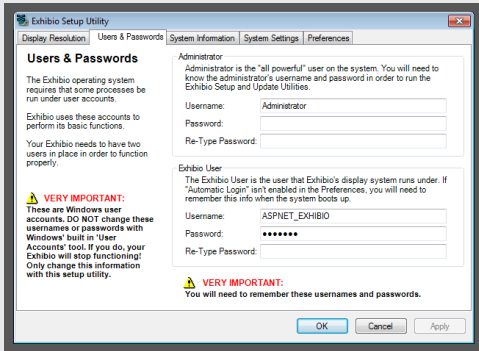 Exhibio Setup Utility
Display Resolution Users & Passwords System Information System Settings Preferences
Users & Passwords
The Exhibio operating system
requires that some processes be
run under user accounts.
Exhibio uses these accounts to
perform its basic functions.
Your Exhibio needs to have two
users in place in order to function
properly.
VERY IMPORTANT:
These are Windows user
accounts. DO NOT change these
usernames or passwords with
Windows' built in 'User
Accounts' tool. If you do, your
Exhibio will stop functioning!
Only change this information
with this setup utility.
Administrator
Administrator is the "all powerful" user on the system. You will need to
know the administrator's username and password in order to run the
Exhibio Setup and Update Utilities.
Username: Administrator
Password:
Re-Type Password:
Exhibio User
The Exhibio User is the user that Exhibio's display system runs under. If
"Automatic Login" isn't enabled in the Preferences, you will need to
remember this info when the system boots up.
Username: ASPNET_EXHIBIO
Password: •••••••
Re-Type Password:
VERY IMPORTANT:
You will need to remember these usernames and passwords.
OK Cancel Apply